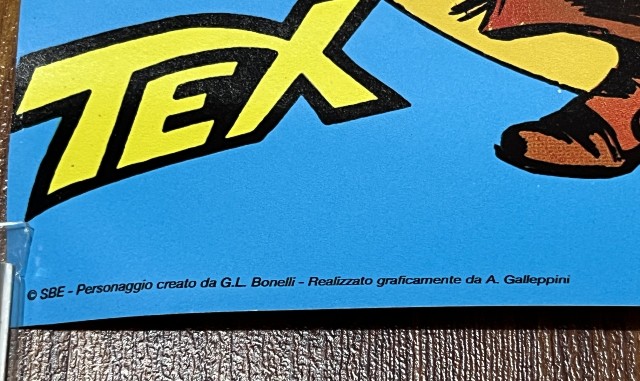 TEX
© SBE - Personaggio creato da G.L. Bonelli - Realizzato graficamente da A. Galleppini